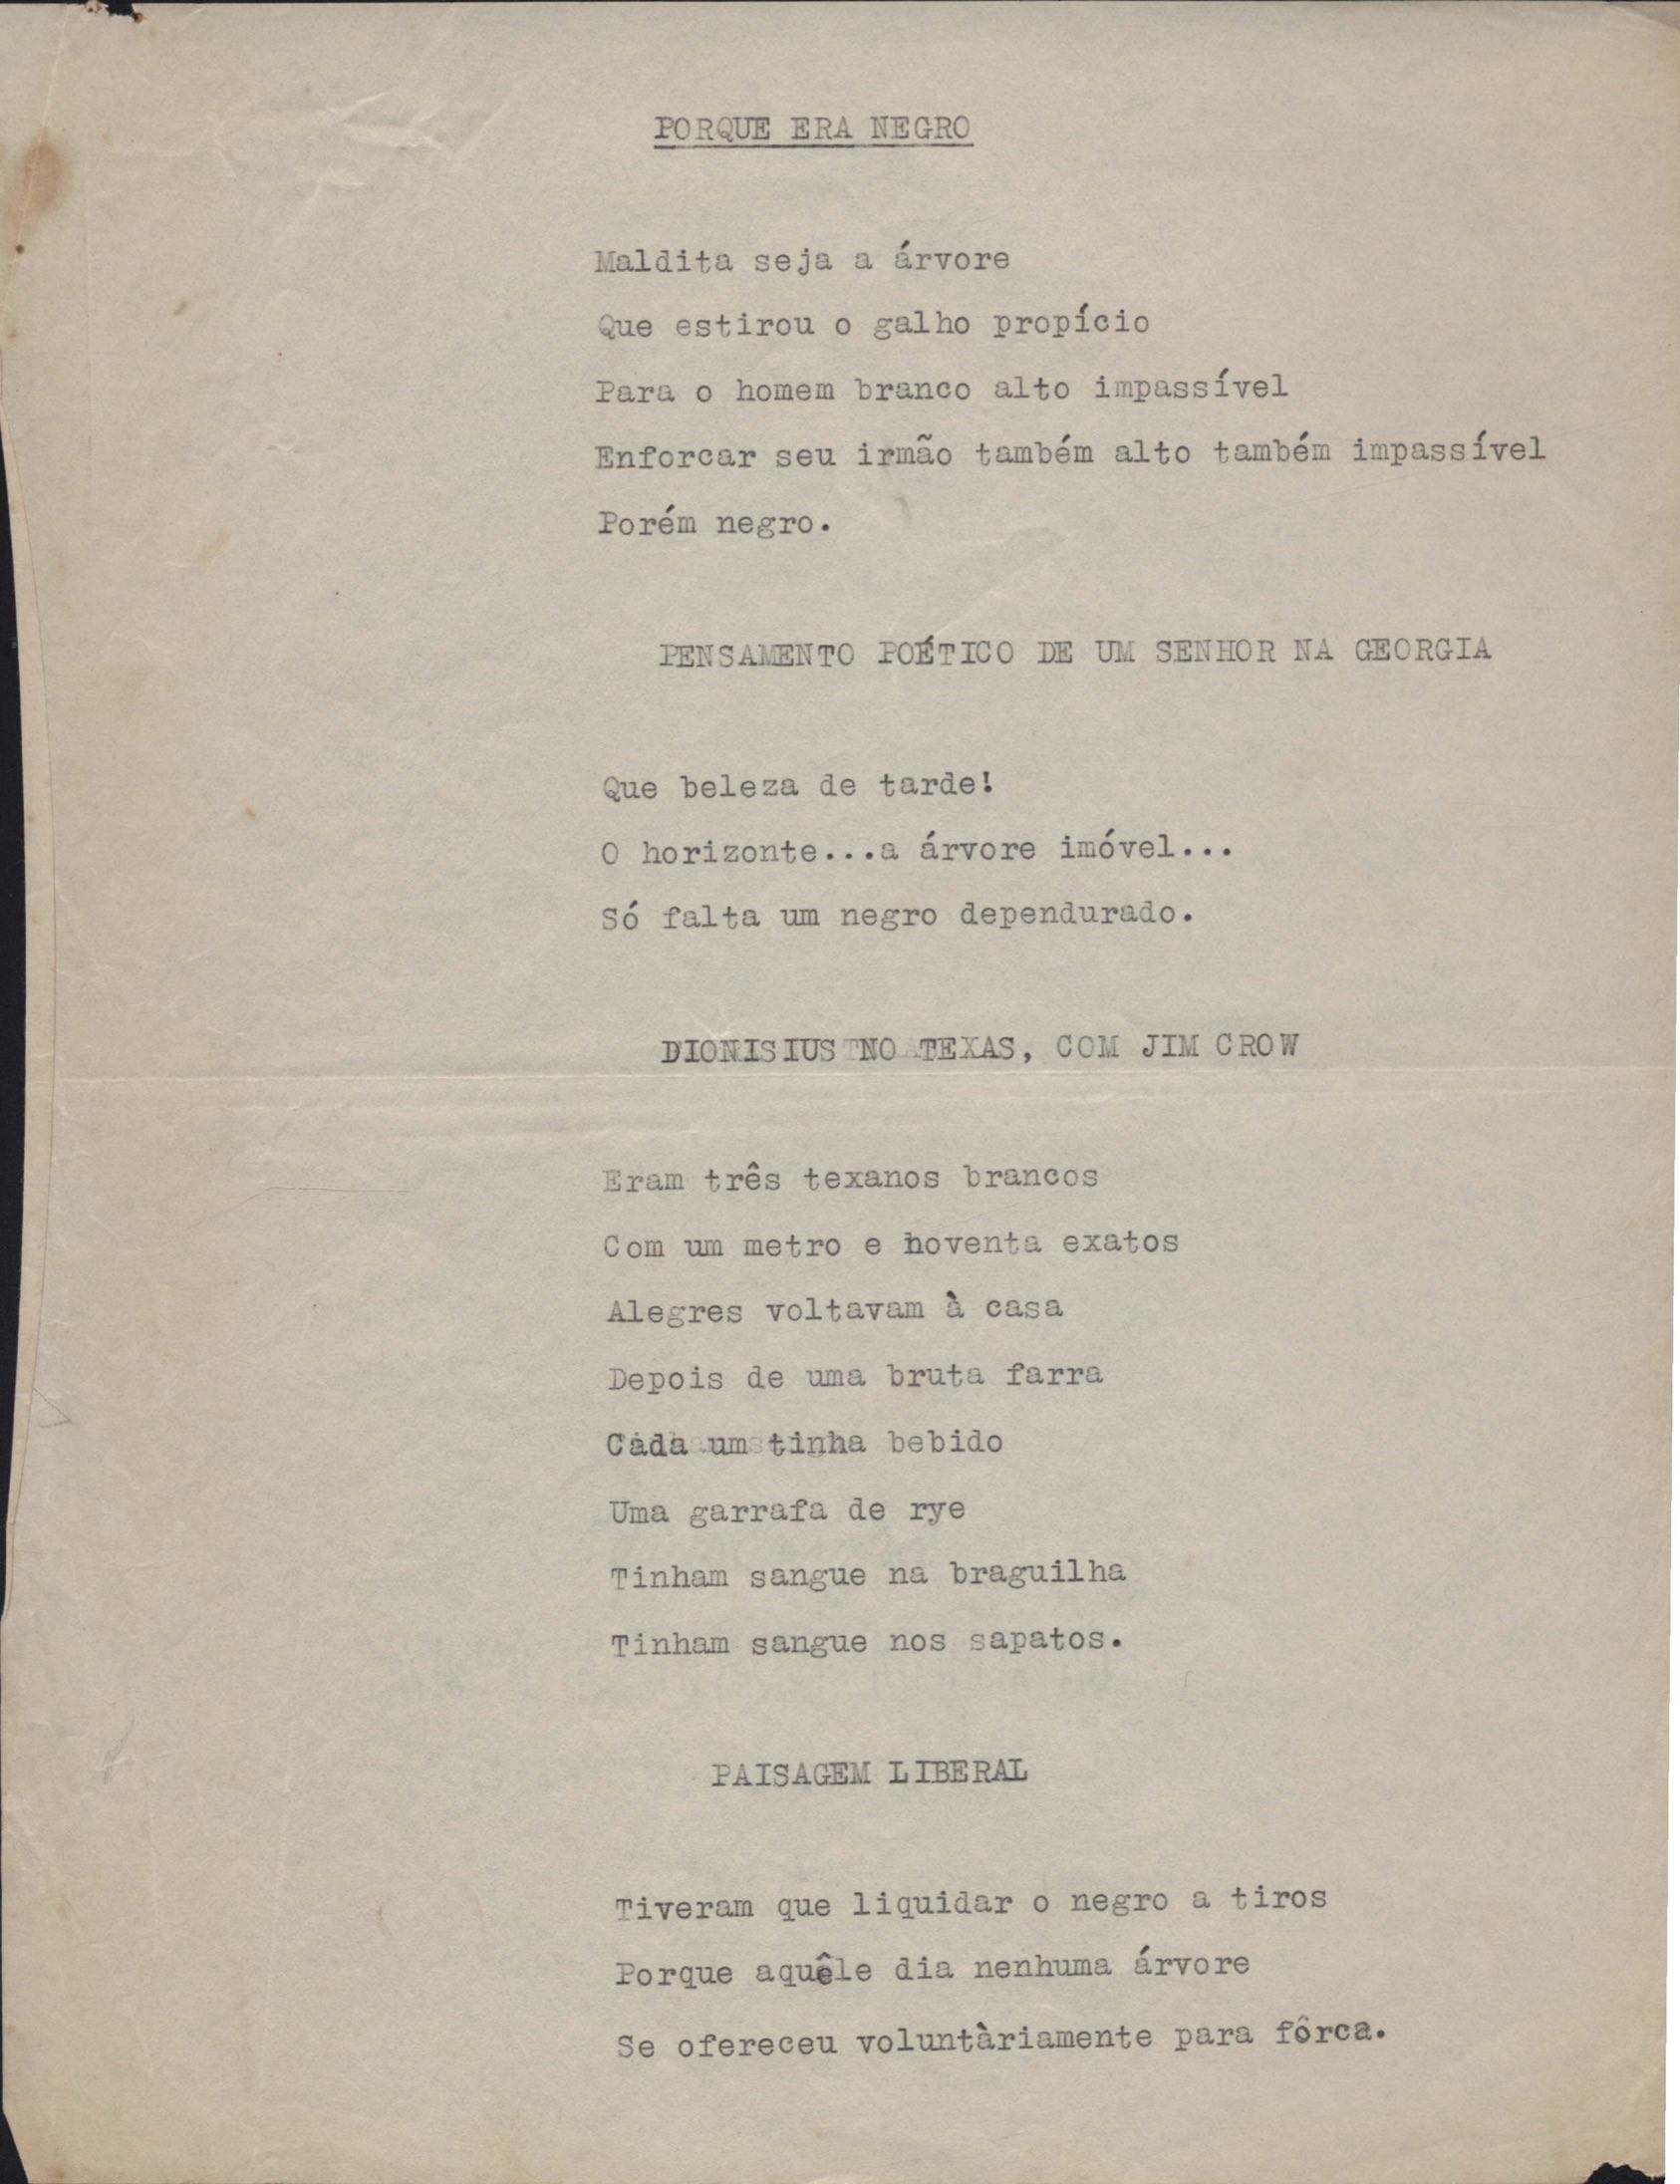 PORQUE ERA NEGRO
Maldita seja a árvore
Que estirou o galho propício
Para o homem branco alto impassível
Enforcar seu irmão também alto também impassível
Porém negro.
PENSAMENTO POÉTICO DE UM SENHOR NA GEORGIA
Que beleza de tarde!
O horizonte...a árvore imóvel...
Só falta um negro dependurado.
DIONISIUS NO TEXAS, COM JIM CROW
Eram três texanos brancos
Com um metro e noventa exatos
Alegres voltavam à casa
Depois de uma bruta farra
Cada um tinha bebido
Uma garrafa de rye
Tinham sangue na braguilha
Tinham sangue nos sapatos.
PAISAGEM LIBERAL
Tiveram que liquidar o negro a tiros
Porque aquêle dia nenhuma árvore
Se ofereceu voluntàriamente para fôrca.